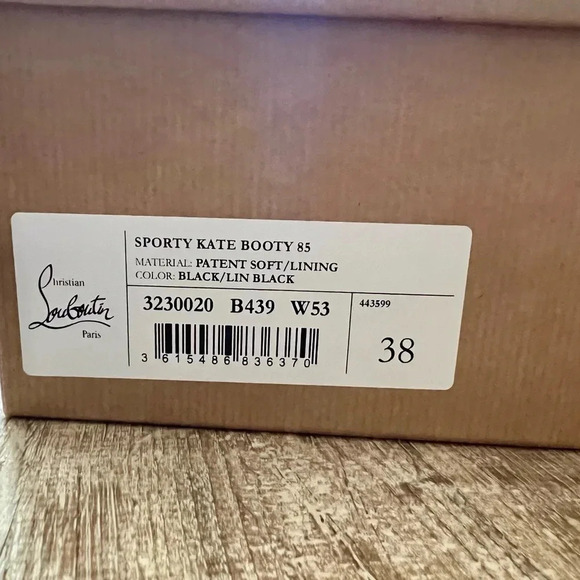 Christian
Louboutin
Paris
SPORTY KATE BOOTY 85
MATERIAL: PATENT SOFT/LINING
COLOR: BLACK/LIN BLACK
3230020 B439 W53
3 615486 836370
443599
38